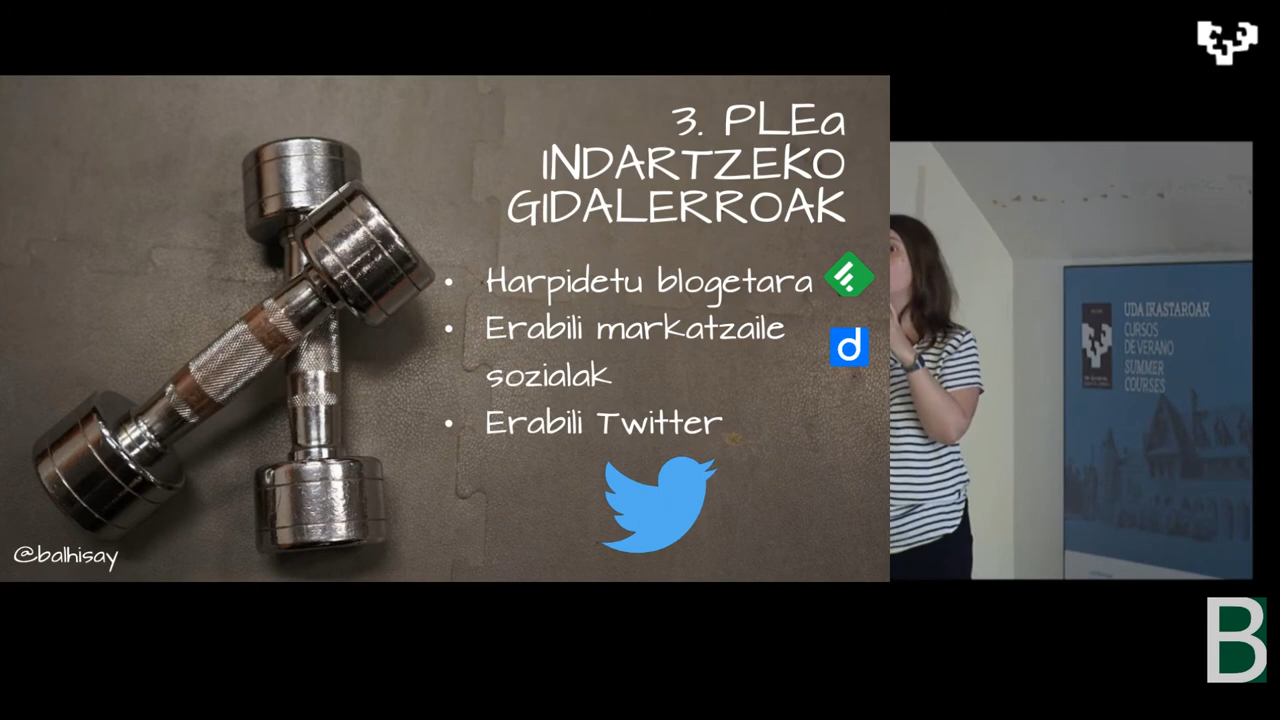 3. PLEa
INDARTZEKO
GIDALERROAK
• Harpidetu blogetara
• Erabili markatzaile
sozialak
• Erabili Twitter
@balhisay
UDA IKASTAROAK
CURSOS
DE VERANO
SUMMER
COURSES
B